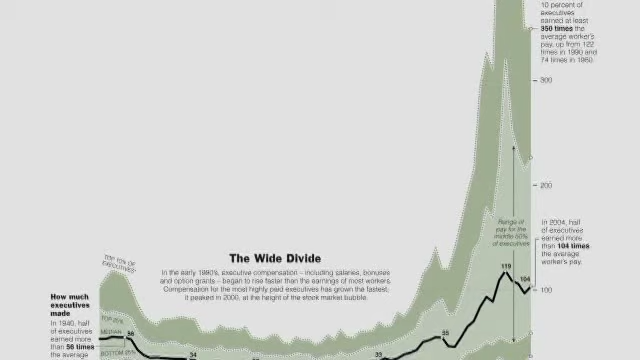 10 percent of
executives
earned at least
350 times the
average worker's
pay, up from 122
times in 1990 and
74 times in 1950.
300
200
Range of
pay for the
middle 50%
of executives
In 2004, half
of executives
earned more
than 104 times
the average
worker's pay.
119
104
100
The Wide Divide
In the early 1990's, executive compensation – including salaries, bonuses
and option grants – began to rise faster than the earnings of most workers.
Compensation for the most highly paid executives has grown the fastest;
it peaked in 2000, at the height of the stock market bubble.
TOP 10% OF
EXECUTIVES
How much
executives
made
In 1940, half
of executives
earned more
than 56 times
the average
TOP 25%
MEDIAN
BOTTOM 25%
56
34
33
55